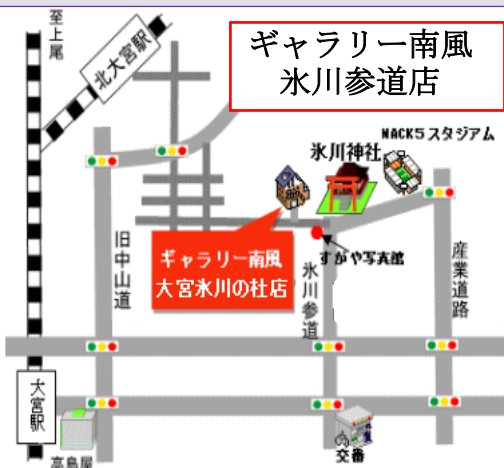 ギャラリー南風
氷川参道店
至上尾
北大宮駅
NACK5スタジアム
氷川神社
ギャラリー南風
大宮氷川の杜店
すがや写真館
旧中山道
氷川参道
産業道路
大宮駅
高島屋
交番